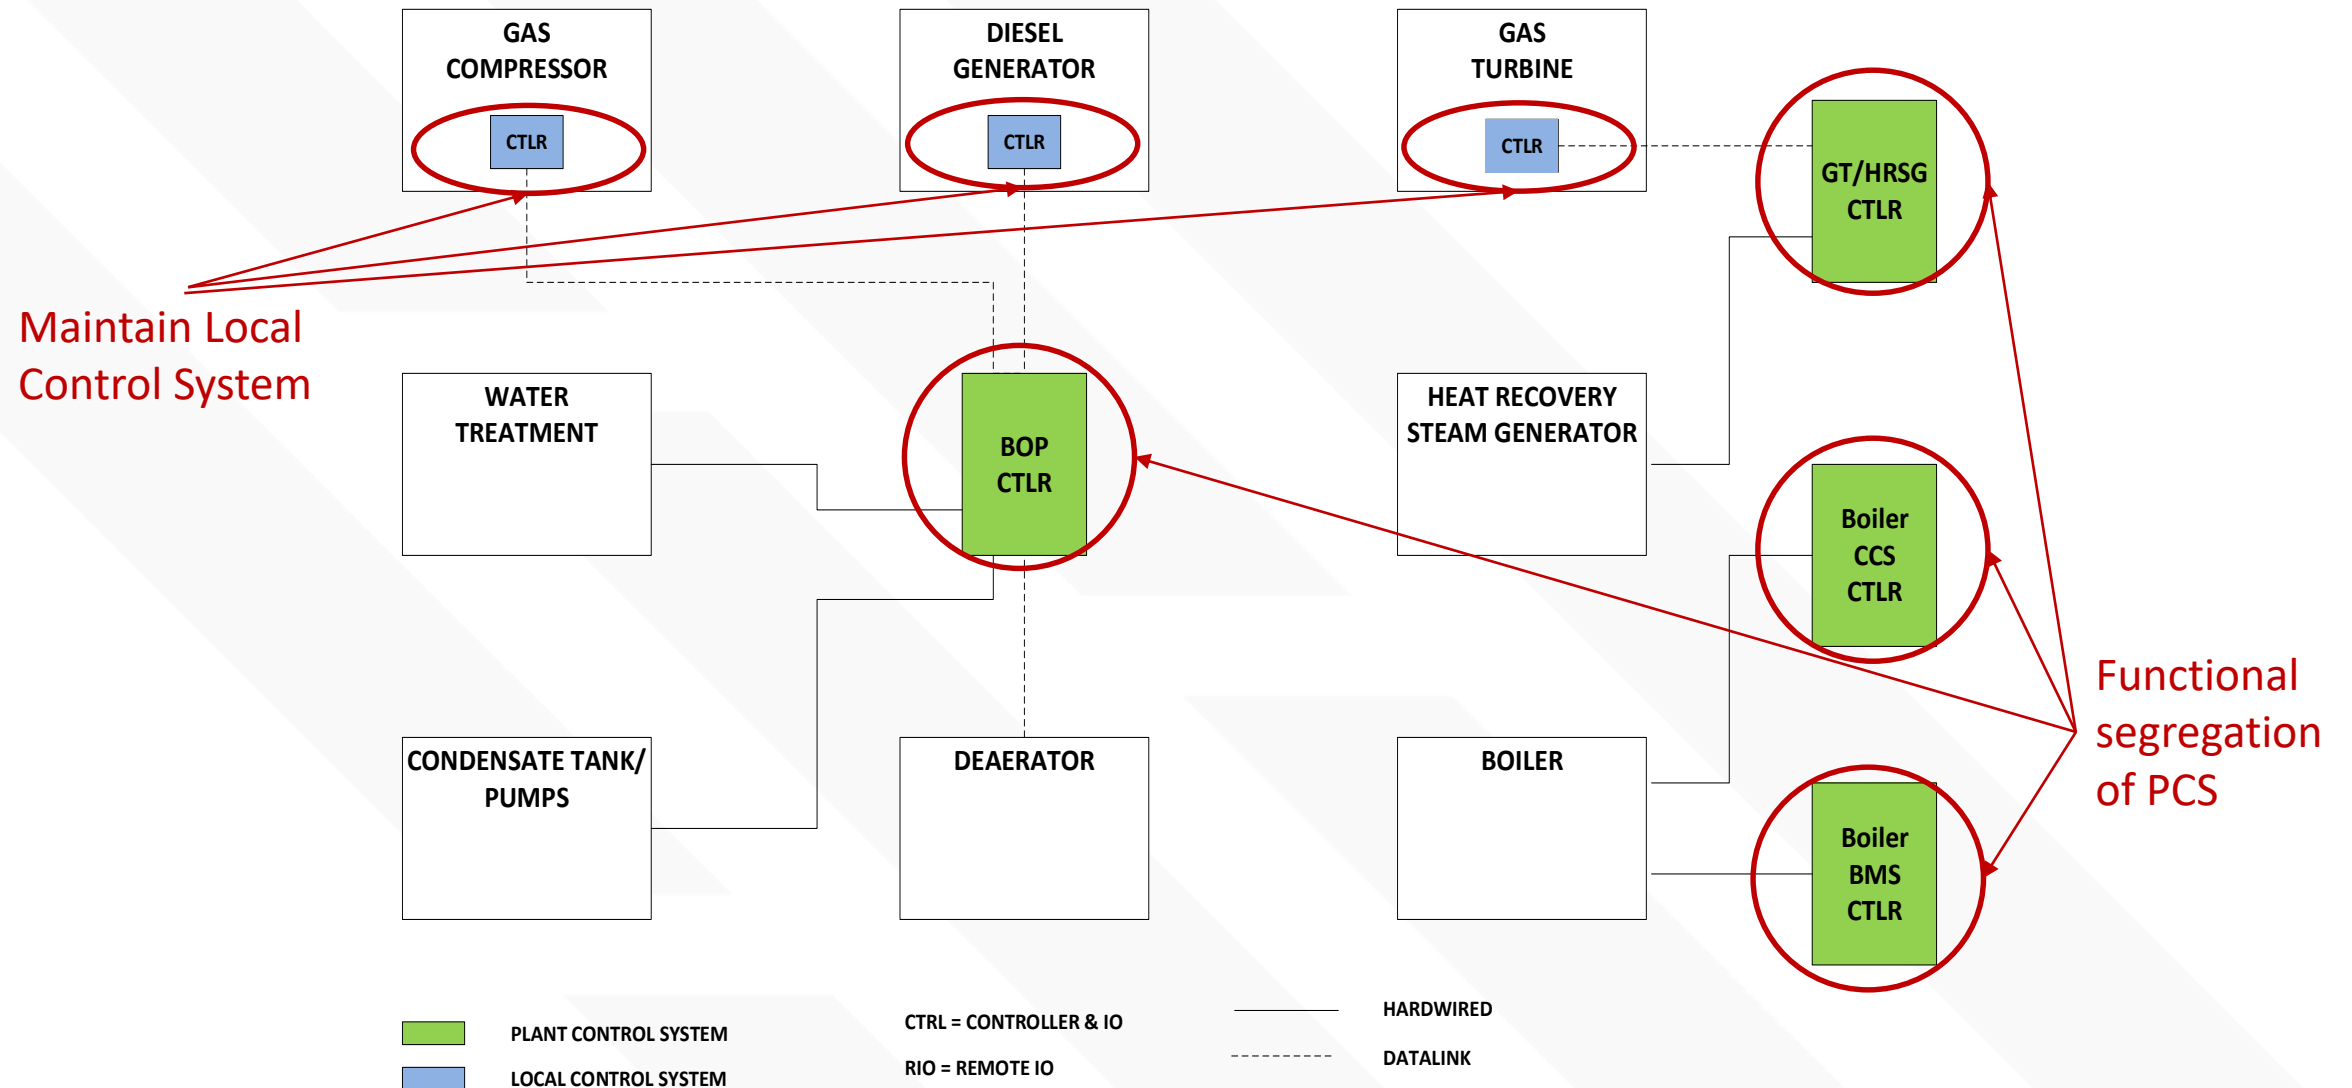 GAS
COMPRESSOR
CTLR
DIESEL
GENERATOR
CTLR
GAS
TURBINE
CTLR
GT/HRSG
CTLR
Maintain Local
Control System
WATER
TREATMENT
BOP
CTLR
HEAT RECOVERY
STEAM GENERATOR
Boiler
CCS
CTLR
Functional
segregation
of PCS
CONDENSATE TANK/
PUMPS
DEAERATOR
BOILER
Boiler
BMS
CTLR
PLANT CONTROL SYSTEM
LOCAL CONTROL SYSTEM
CTRL = CONTROLLER & IO
RIO = REMOTE IO
HARDWIRED
DATALINK